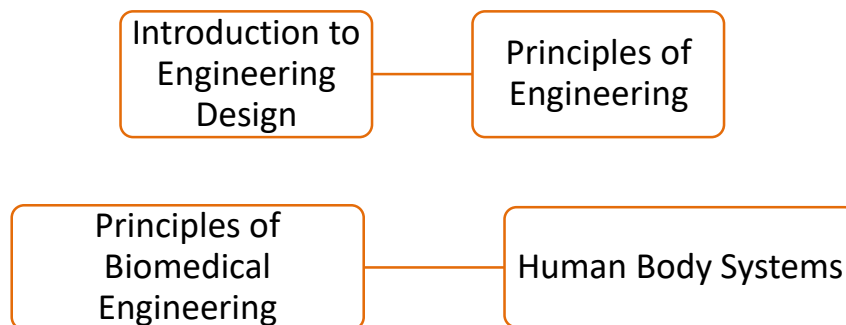 Introduction to
Engineering
Design
Principles of
Engineering
Principles of
Biomedical
Engineering
Human Body Systems